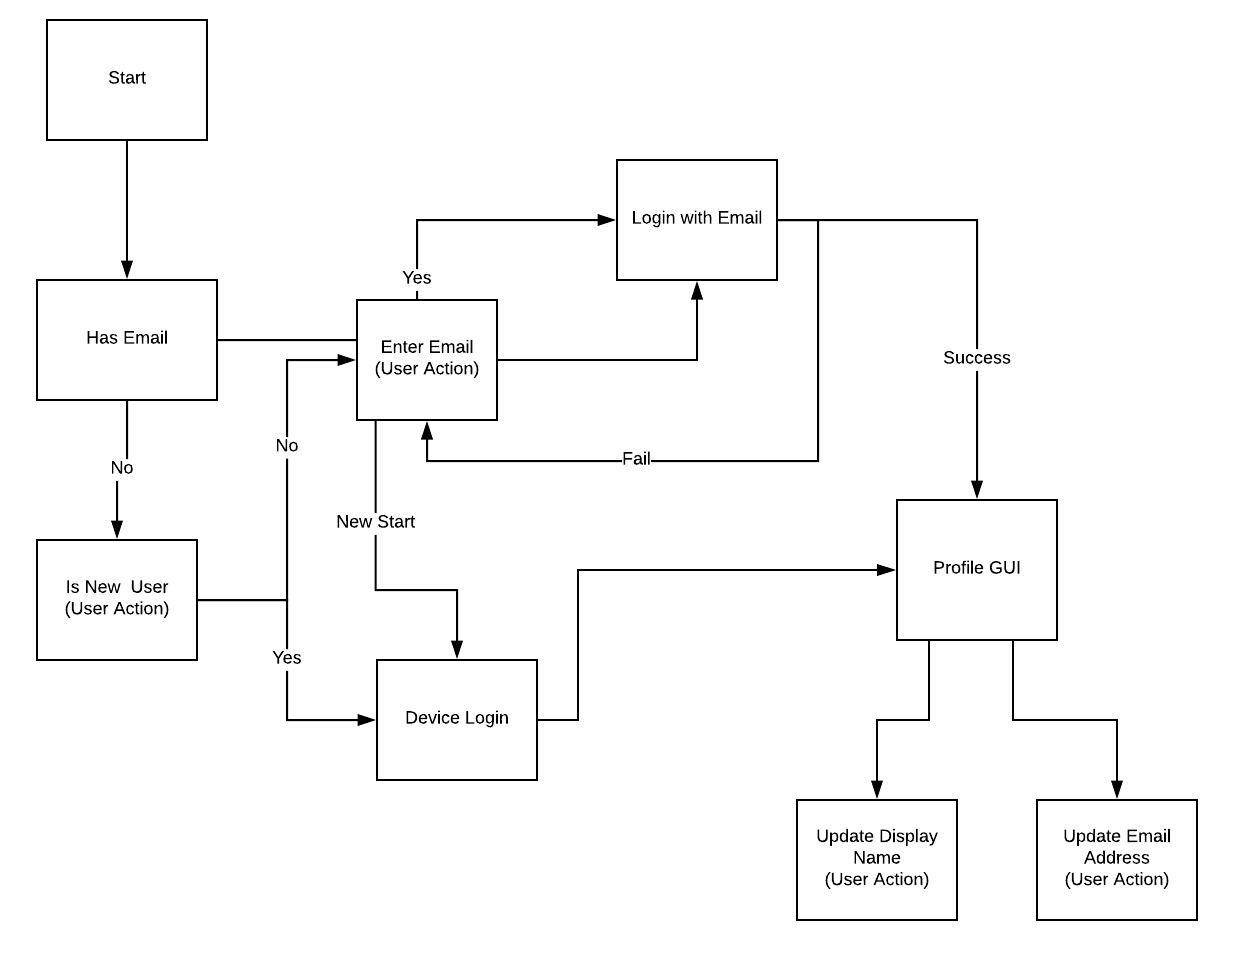 Start
Login with Email
Yes
Has Email
Enter Email
(User Action)
Success
No
Fail
No
New Start
Is New  User
(User Action)
Profile GUI
Yes
Device Login
Update Display
Name
(User Action)
Update Email
Address
(User Action)